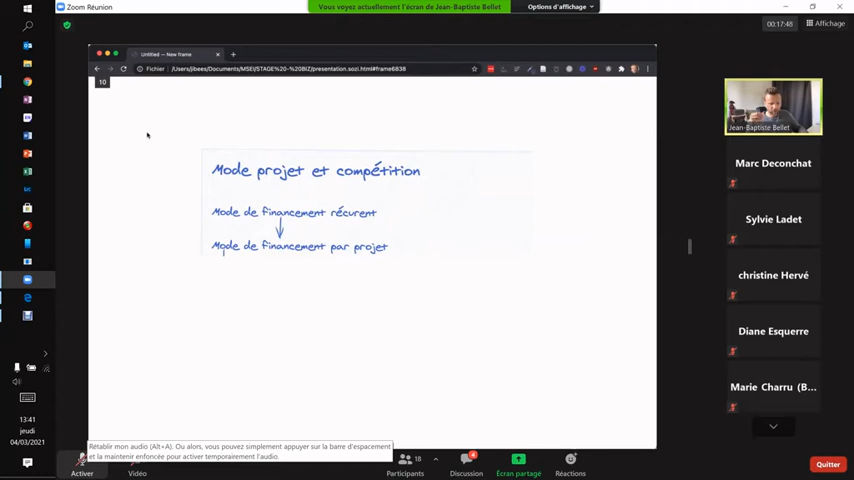 Zoom Réunion
Vous voyez actuellement l'écran de Jean-Baptiste Bellet
Options d'affichage
00:17:48
Affichage
Untitled — New frame
Fichier
/Users/jibees/Documents/MSEI/STAGE%20-%20BIZ/presentation.sozi.html#frame6838
10
Mode projet et compétition
Mode de financement récurent
Mode de financement par projet
Jean-Baptiste Bellet
Marc Deconchat
Sylvie Ladet
christine Hervé
Diane Esquerre
Marie Charru (B...
13:41
jeudi
04/03/2021
Rétablir mon audio (Alt+A). Ou alors, vous pouvez simplement appuyer sur la barre d'espacement
et la maintenir enfoncée pour activer temporairement l'audio.
Activer
Vidéo
18
Participants
4
Discussion
Écran partagé
Réactions
Quitter